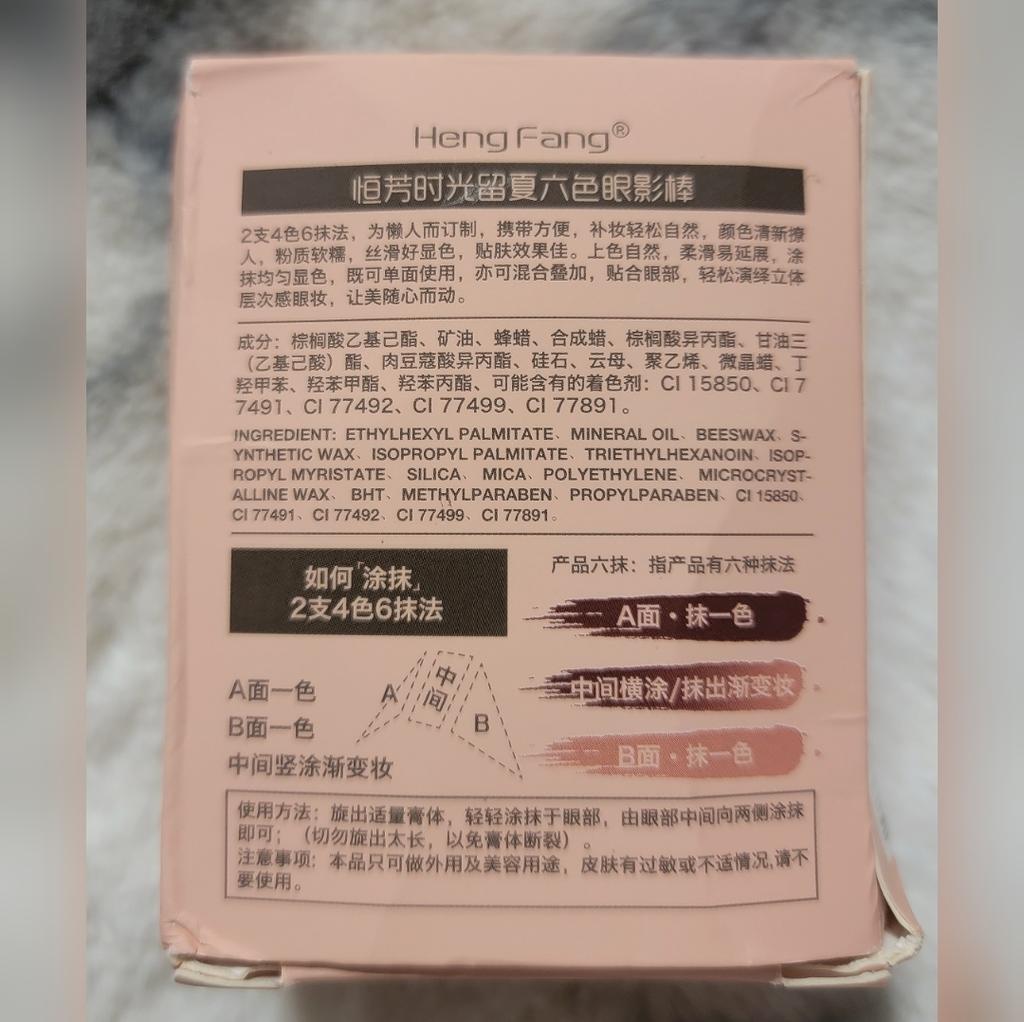 Heng Fang®
恒芳时光留夏六色眼影棒
2支4色6抹法，为懒人而订制，携带方便，补妆轻松自然，颜色清新撩
人，粉质软糯，丝滑好显色，贴肤效果佳。上色自然，柔滑易延展，涂
抹均匀显色，既可单面使用，亦可混合叠加，贴合眼部，轻松演绎立体
层次感眼妆，让美随心而动。
成分：棕榈酸乙基己酯、矿油、蜂蜡、合成蜡、棕榈酸异丙酯、甘油三
（乙基己酸）酯、肉豆蔻酸异丙酯、硅石、云母、聚乙烯、微晶蜡、丁
羟甲苯、羟苯甲酯、羟苯丙酯、可能含有的着色剂：CI 15850、CI 7
7491、CI 77492、CI 77499、CI 77891。
INGREDIENT: ETHYLHEXYL PALMITATE、MINERAL OIL、BEESWAX、S-
YNTHETIC WAX、ISOPROPYL PALMITATE、TRIETHYLHEXANOIN、ISOP-
ROPYL MYRISTATE、SILICA、MICA、POLYETHYLENE、MICROCRYST-
ALLINE WAX、BHT、METHYLPARABEN、PROPYLPARABEN、CI 15850、
CI 77491、CI 77492、CI 77499、CI 77891。
如何「涂抹」
2支4色6抹法
产品六抹：指产品有六种抹法
A面·抹一色
中间横涂/抹出渐变妆
B面·抹一色
A面一色
B面一色
中间竖涂渐变妆
A
中间
B
使用方法：旋出适量膏体，轻轻涂抹于眼部，由眼部中间向两侧涂抹
即可；（切勿旋出太长，以免膏体断裂）。
注意事项：本品只可做外用及美容用途，皮肤有过敏或不适情况,请不
要使用。